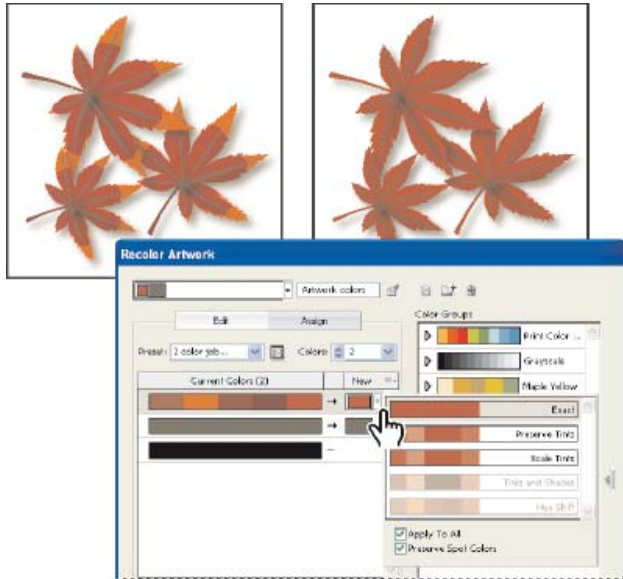 Recolor Artwork
Artwork colors
Edit Assign
Color Groups
Preset: 2 color job... Colors: 2
Print Color ...
Grayscale
Maple Yellow
Current Colors (2) New
Exact
Preserve Tints
Scale Tints
Tints and Shades
Hue Shift
Apply To All
Preserve Spot Colors